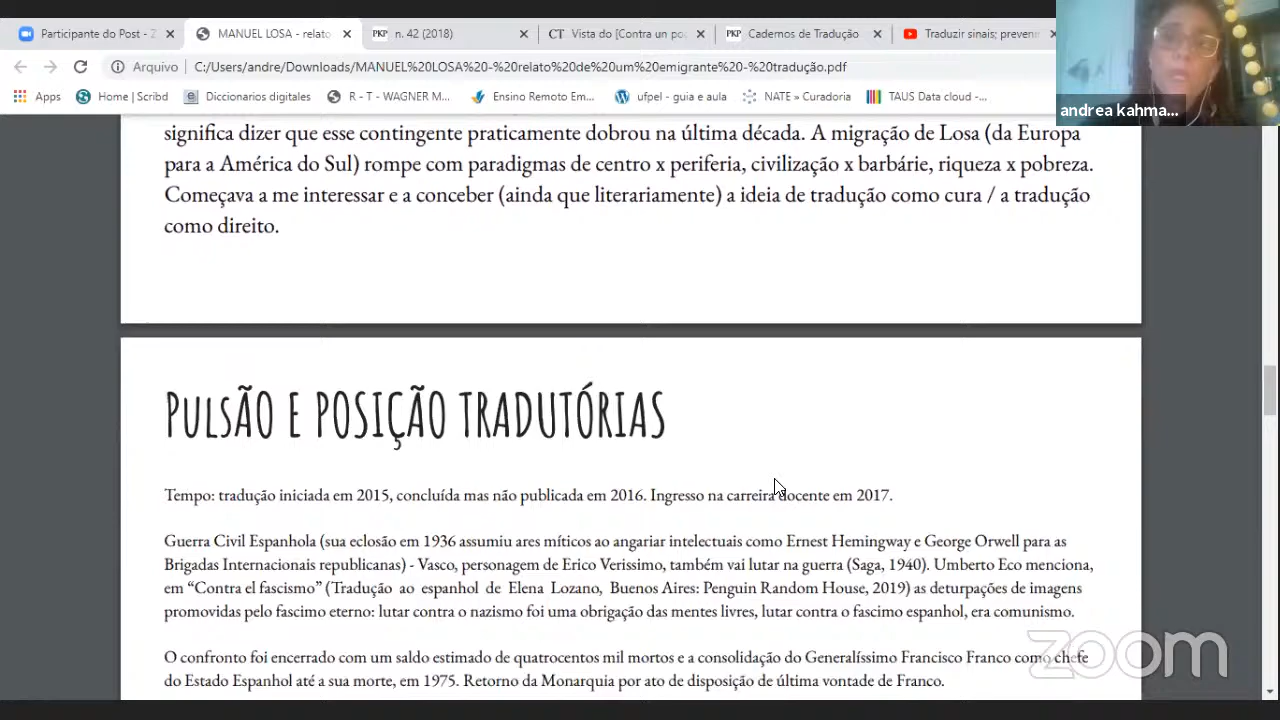 Participante do Post - Z
MANUEL LOSA - relato
PKP n. 42 (2018)
CT Vista do [Contra un po
PKP Cadernos de Tradução
Traduzir sinais; preveni
Arquivo C:/Users/andre/Downloads/MANUEL%20LOSA%20-%20relato%20de%20um%20emigrante%20-%20tradução.pdf
Apps Home | Scribd Diccionarios digitales R - T - WAGNER M... Ensino Remoto Em... ufpel - guia e aula NATE » Curadoria TAUS Data cloud -...
andrea kahma...
significa dizer que esse contingente praticamente dobrou na última década. A migração de Losa (da Europa
para a América do Sul) rompe com paradigmas de centro x periferia, civilização x barbárie, riqueza x pobreza.
Começava a me interessar e a conceber (ainda que literariamente) a ideia de tradução como cura / a tradução
como direito.
PulsÃO E POSIÇÃO TRADUTÓRIAS
Tempo: tradução iniciada em 2015, concluída mas não publicada em 2016. Ingresso na carreira docente em 2017.
Guerra Civil Espanhola (sua eclosão em 1936 assumiu ares míticos ao angariar intelectuais como Ernest Hemingway e George Orwell para as
Brigadas Internacionais republicanas) - Vasco, personagem de Erico Verissimo, também vai lutar na guerra (Saga, 1940). Umberto Eco menciona,
em “Contra el fascismo” (Tradução ao espanhol de Elena Lozano, Buenos Aires: Penguin Random House, 2019) as deturpações de imagens
promovidas pelo fascimo eterno: lutar contra o nazismo foi uma obrigação das mentes livres, lutar contra o fascimo espanhol, era comunismo.
O confronto foi encerrado com um saldo estimado de quatrocentos mil mortos e a consolidação do Generalíssimo Francisco Franco como chefe
do Estado Espanhol até a sua morte, em 1975. Retorno da Monarquia por ato de disposição de última vontade de Franco.
zoom